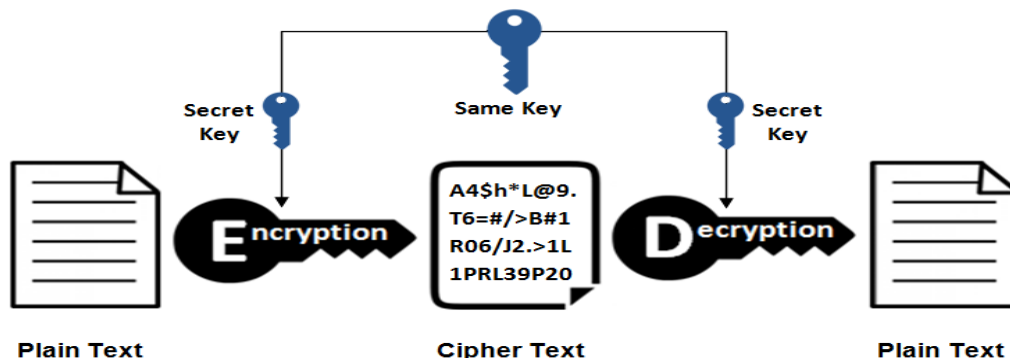 Same Key
Secret
Key
Secret
Key
Encryption
A4$h*L@9.
T6=#/>B#1
R06/J2.>1L
1PRL39P20
Decryption
Plain Text
Cipher Text
Plain Text